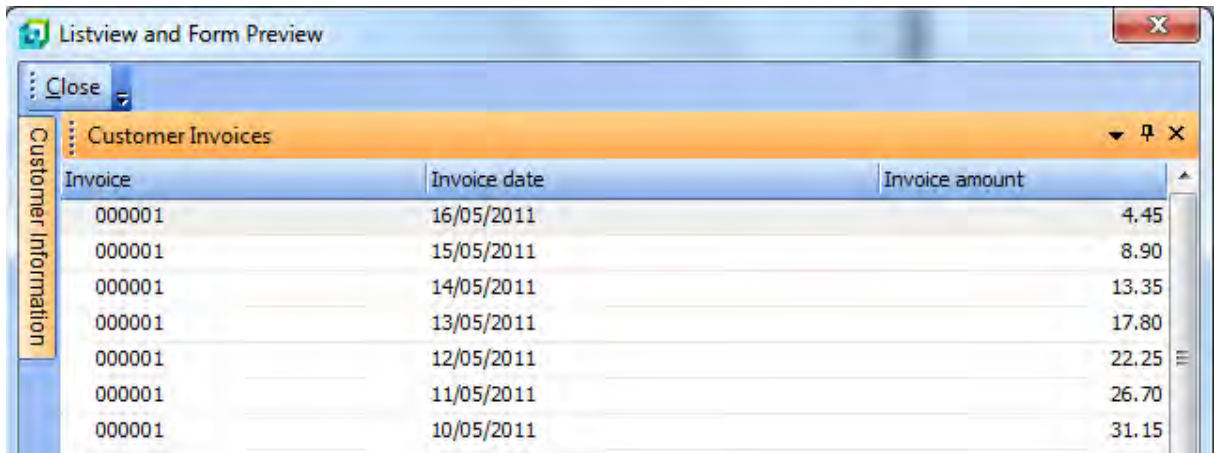 Listview and Form Preview
Close
Customer Information
Customer Invoices
Invoice Invoice date Invoice amount
000001 16/05/2011 4.45
000001 15/05/2011 8.90
000001 14/05/2011 13.35
000001 13/05/2011 17.80
000001 12/05/2011 22.25
000001 11/05/2011 26.70
000001 10/05/2011 31.15